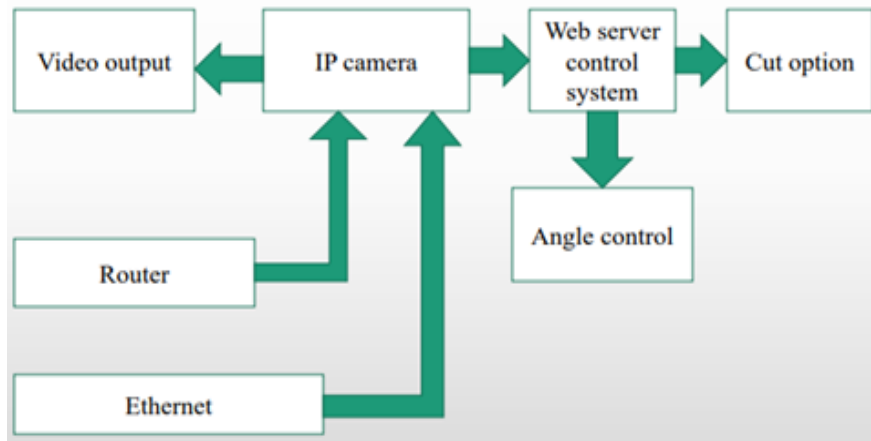 Video output
IP camera
Web server
control
system
Cut option
Angle control
Router
Ethernet